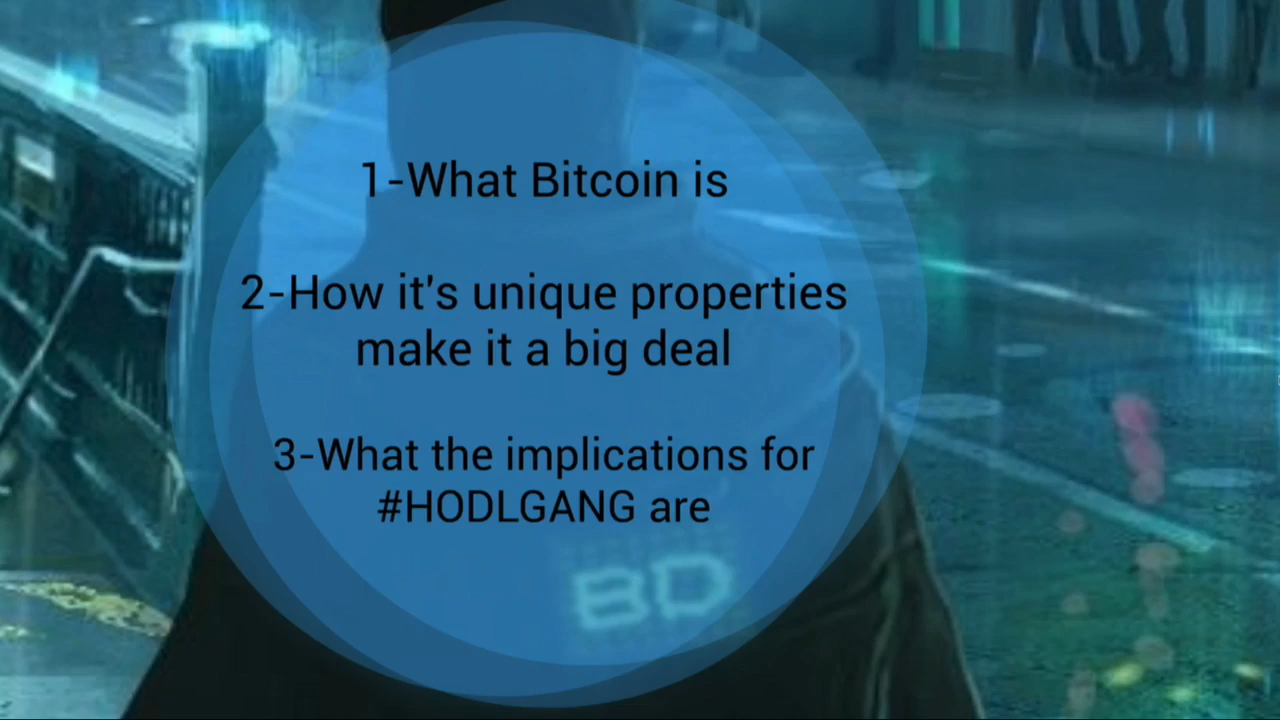 1-What Bitcoin is
2-How it's unique properties
make it a big deal
3-What the implications for
#HODLGANG are
BD